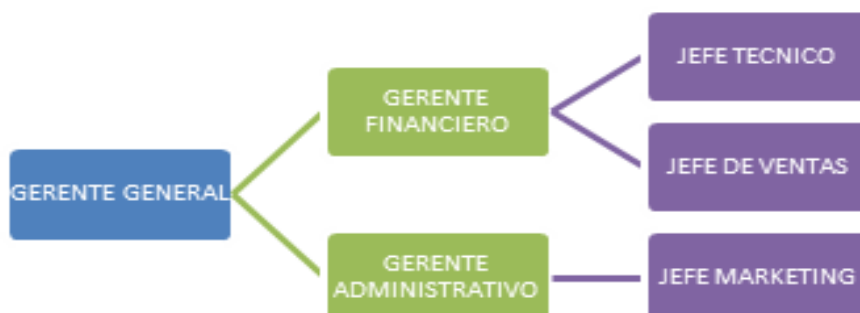 GERENTE GENERAL
GERENTE
FINANCIERO
GERENTE
ADMINISTRATIVO
JEFE TECNICO
JEFE DE VENTAS
JEFE MARKETING